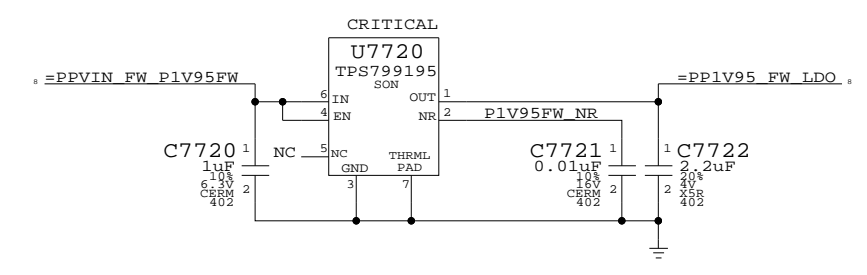 CRITICAL
U7720
TPS799195
SON
8 =PPVIN_FW_P1V95FW
=PP1V95_FW_LDO 8
6 IN
OUT 1
4 EN
NR 2
P1V95FW_NR
5 NC
NC
THRML
PAD
GND
3
7
C7720
1uF
10%
6.3V
CERM
402
1
2
C7721
0.01uF
10%
16V
CERM
402
1
2
C7722
2.2uF
20%
4V
X5R
402
1
2